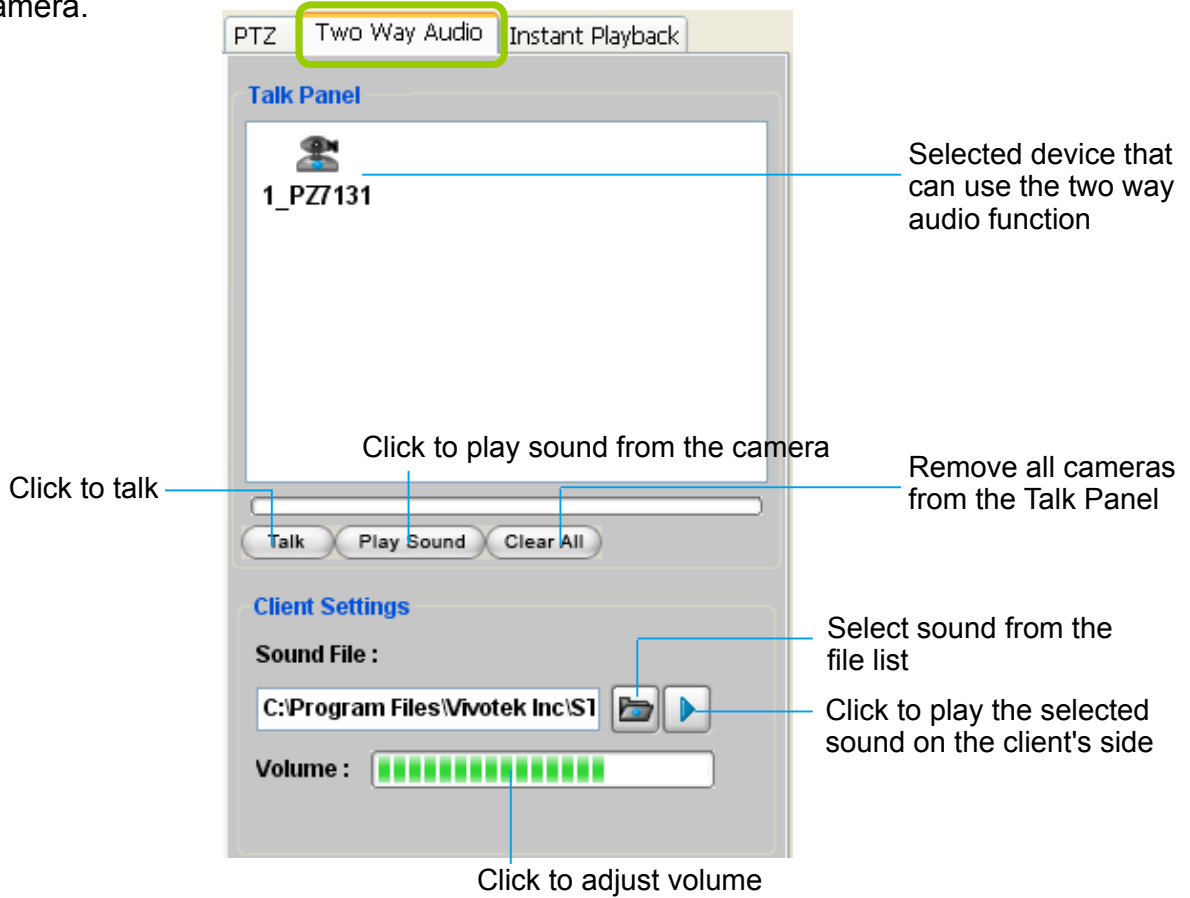 amera.
PTZ Two Way Audio Instant Playback
Talk Panel
1_PZ7131
Selected device that
can use the two way
audio function
Click to play sound from the camera
Click to talk
Remove all cameras
from the Talk Panel
Talk Play Sound Clear All
Client Settings
Sound File :
Select sound from the
file list
C:\Program Files\Vivotek Inc\ST
Click to play the selected
sound on the client's side
Volume :
Click to adjust volume